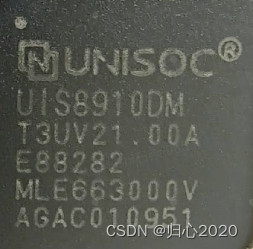 UNISOC®
UIS8910DM
T3UV21.00A
E88282
MLE663000V
AGAC010951
CSDN @归心2020